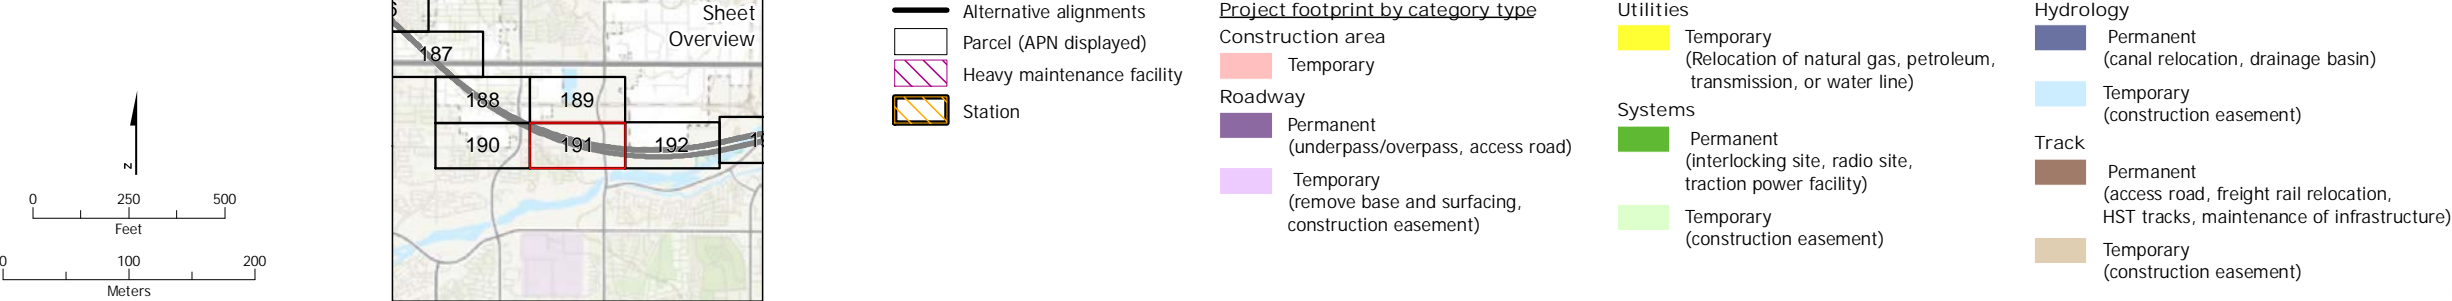 N
0 250 500
Feet
0 100 200
Meters
Sheet
Overview
187
188 189
190 191 192
Alternative alignments
Parcel (APN displayed)
Heavy maintenance facility
Station
Project footprint by category type
Construction area
Temporary
Roadway
Permanent
(underpass/overpass, access road)
Temporary
(remove base and surfacing,
construction easement)
Utilities
Temporary
(Relocation of natural gas, petroleum,
transmission, or water line)
Systems
Permanent
(interlocking site, radio site,
traction power facility)
Temporary
(construction easement)
Hydrology
Permanent
(canal relocation, drainage basin)
Temporary
(construction easement)
Track
Permanent
(access road, freight rail relocation,
HST tracks, maintenance of infrastructure)
Temporary
(construction easement)